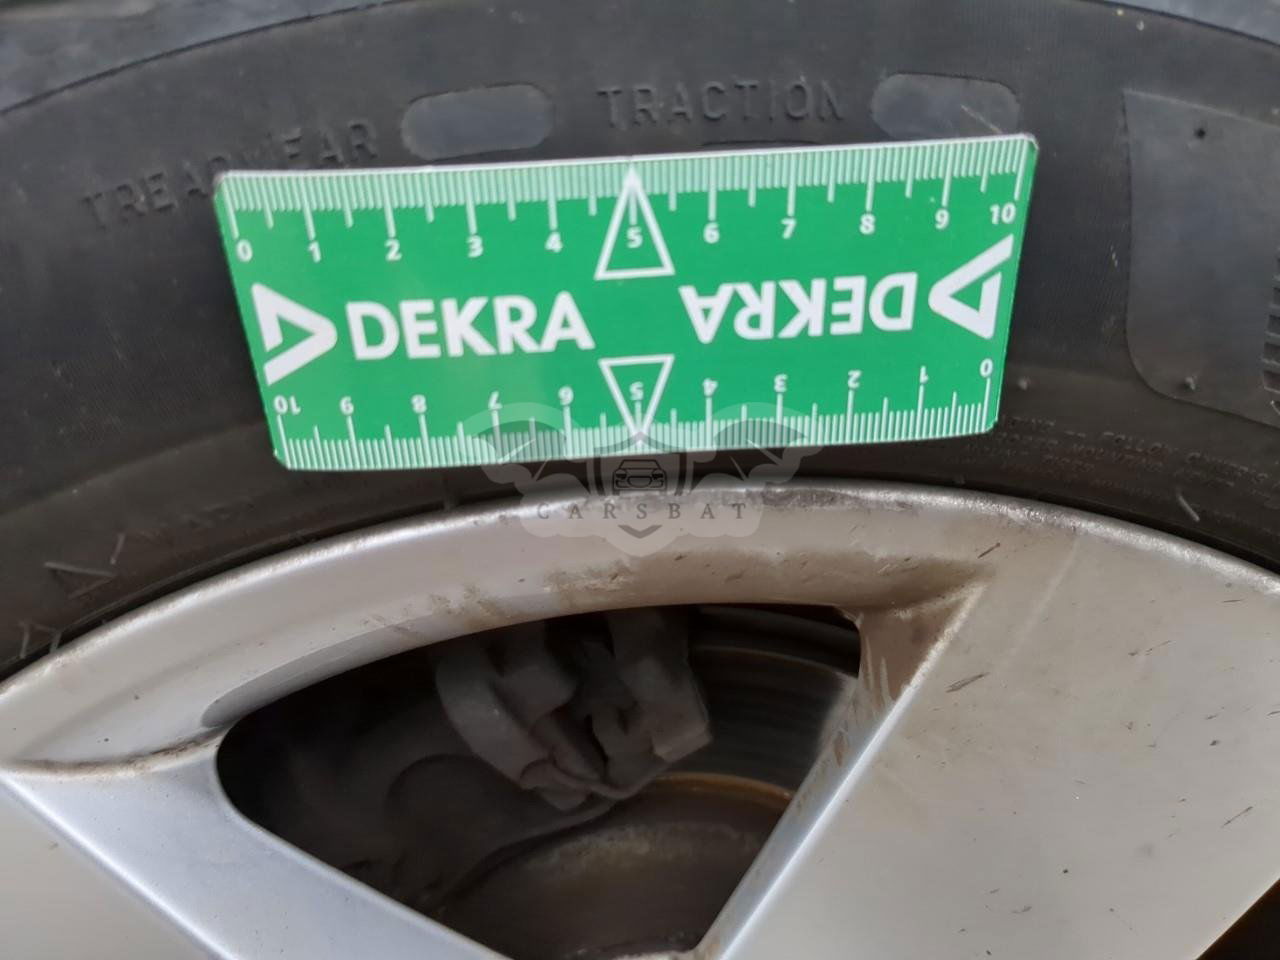 TREADWEAR TRACTION
0 1 2 3 4 5 6 7 8 9 10
DEKRA DEKRA
10 9 8 7 6 5 4 3 2 1 0
CARSBAT